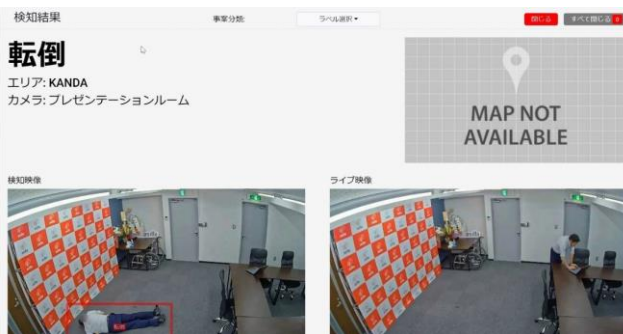 検知結果
事案分類:
ラベル選択
閉じる
すべて閉じる
転倒
エリア: KANDA
カメラ: プレゼンテーションルーム
MAP NOT
AVAILABLE
検知映像
ライブ映像